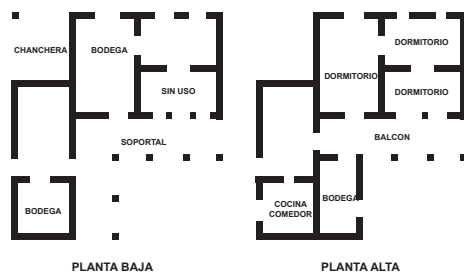 CHANCHERA
BODEGA
SIN USO
SOPORTAL
BODEGA
PLANTA BAJA
DORMITORIO
DORMITORIO
DORMITORIO
BALCON
COCINA
COMEDOR
BODEGA
PLANTA ALTA